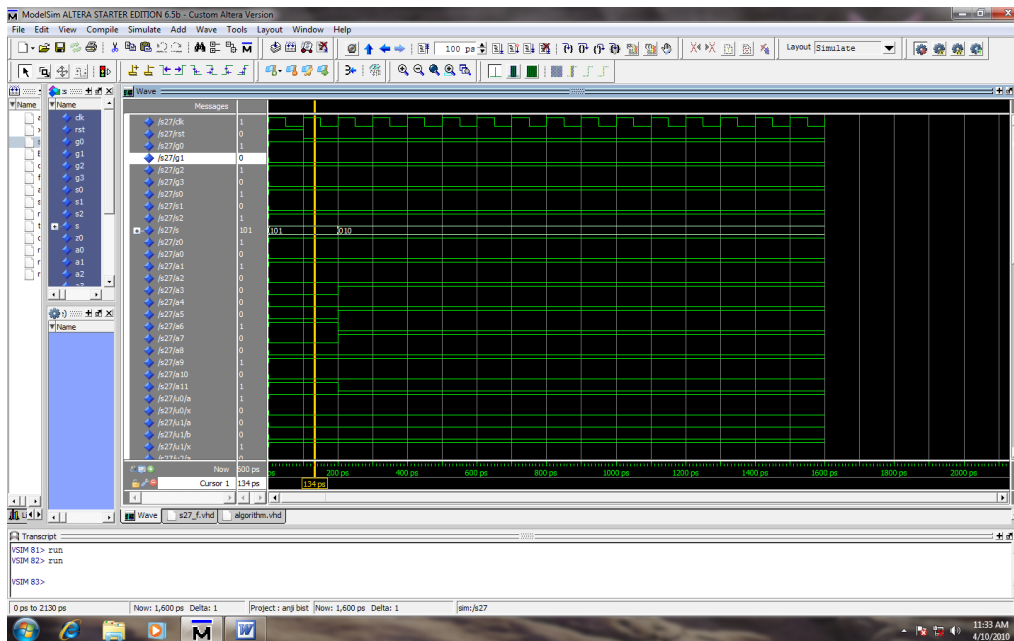 ModelSim ALTERA STARTER EDITION 6.5b - Custom Altera Version
File Edit View Compile Simulate Add Wave Tools Layout Window Help
100 ps
Layout Simulate
Wave
Name
Name
Messages
clk
rst
g0
g1
g2
g3
s0
s1
s2
s
z0
a0
a1
a2
/s27/clk 1
/s27/rst 0
/s27/g0 1
/s27/g1 0
/s27/g2 1
/s27/g3 0
/s27/s0 1
/s27/s1 0
/s27/s2 1
/s27/s 101 101 010
/s27/z0 1
/s27/a0 0
/s27/a1 1
/s27/a2 0
/s27/a3 0
/s27/a4 0
/s27/a5 0
/s27/a6 1
/s27/a7 0
/s27/a8 0
/s27/a9 1
/s27/a10 0
/s27/a11 1
/s27/u0/a 1
/s27/u0/x 0
/s27/u1/a 0
/s27/u1/b 0
/s27/u1/x 1
Name
Now 500 ps
ps 200 ps 400 ps 600 ps 800 ps 1000 ps 1200 ps 1400 ps 1600 ps 1800 ps 2000 ps
Cursor 1 134 ps 134 ps
Wave s27_f.vhd algorithm.vhd
Transcript
VSIM 81> run
VSIM 82> run
VSIM 83>
0 ps to 2130 ps Now: 1,600 ps Delta: 1 Project : anji bist Now: 1,600 ps Delta: 1 sim:/s27
11:33 AM
4/10/2010